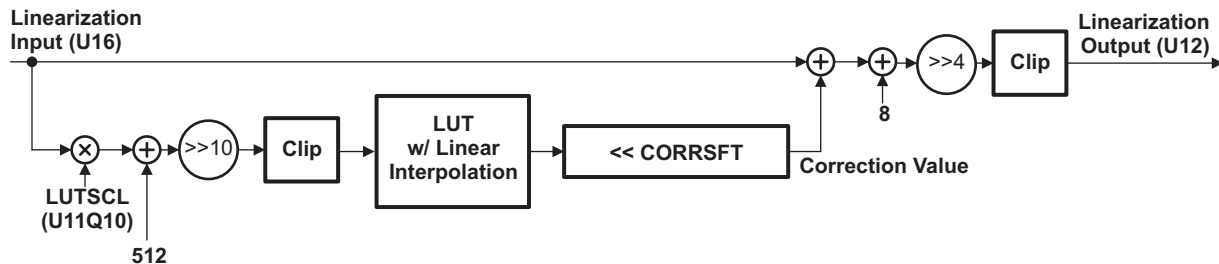 Linearization
Input (U16)
Linearization
Output (U12)
+
+
>>4
Clip
8
×
+
>>10
Clip
LUT
w/ Linear
Interpolation
<< CORRSFT
Correction Value
LUTSCL
(U11Q10)
512